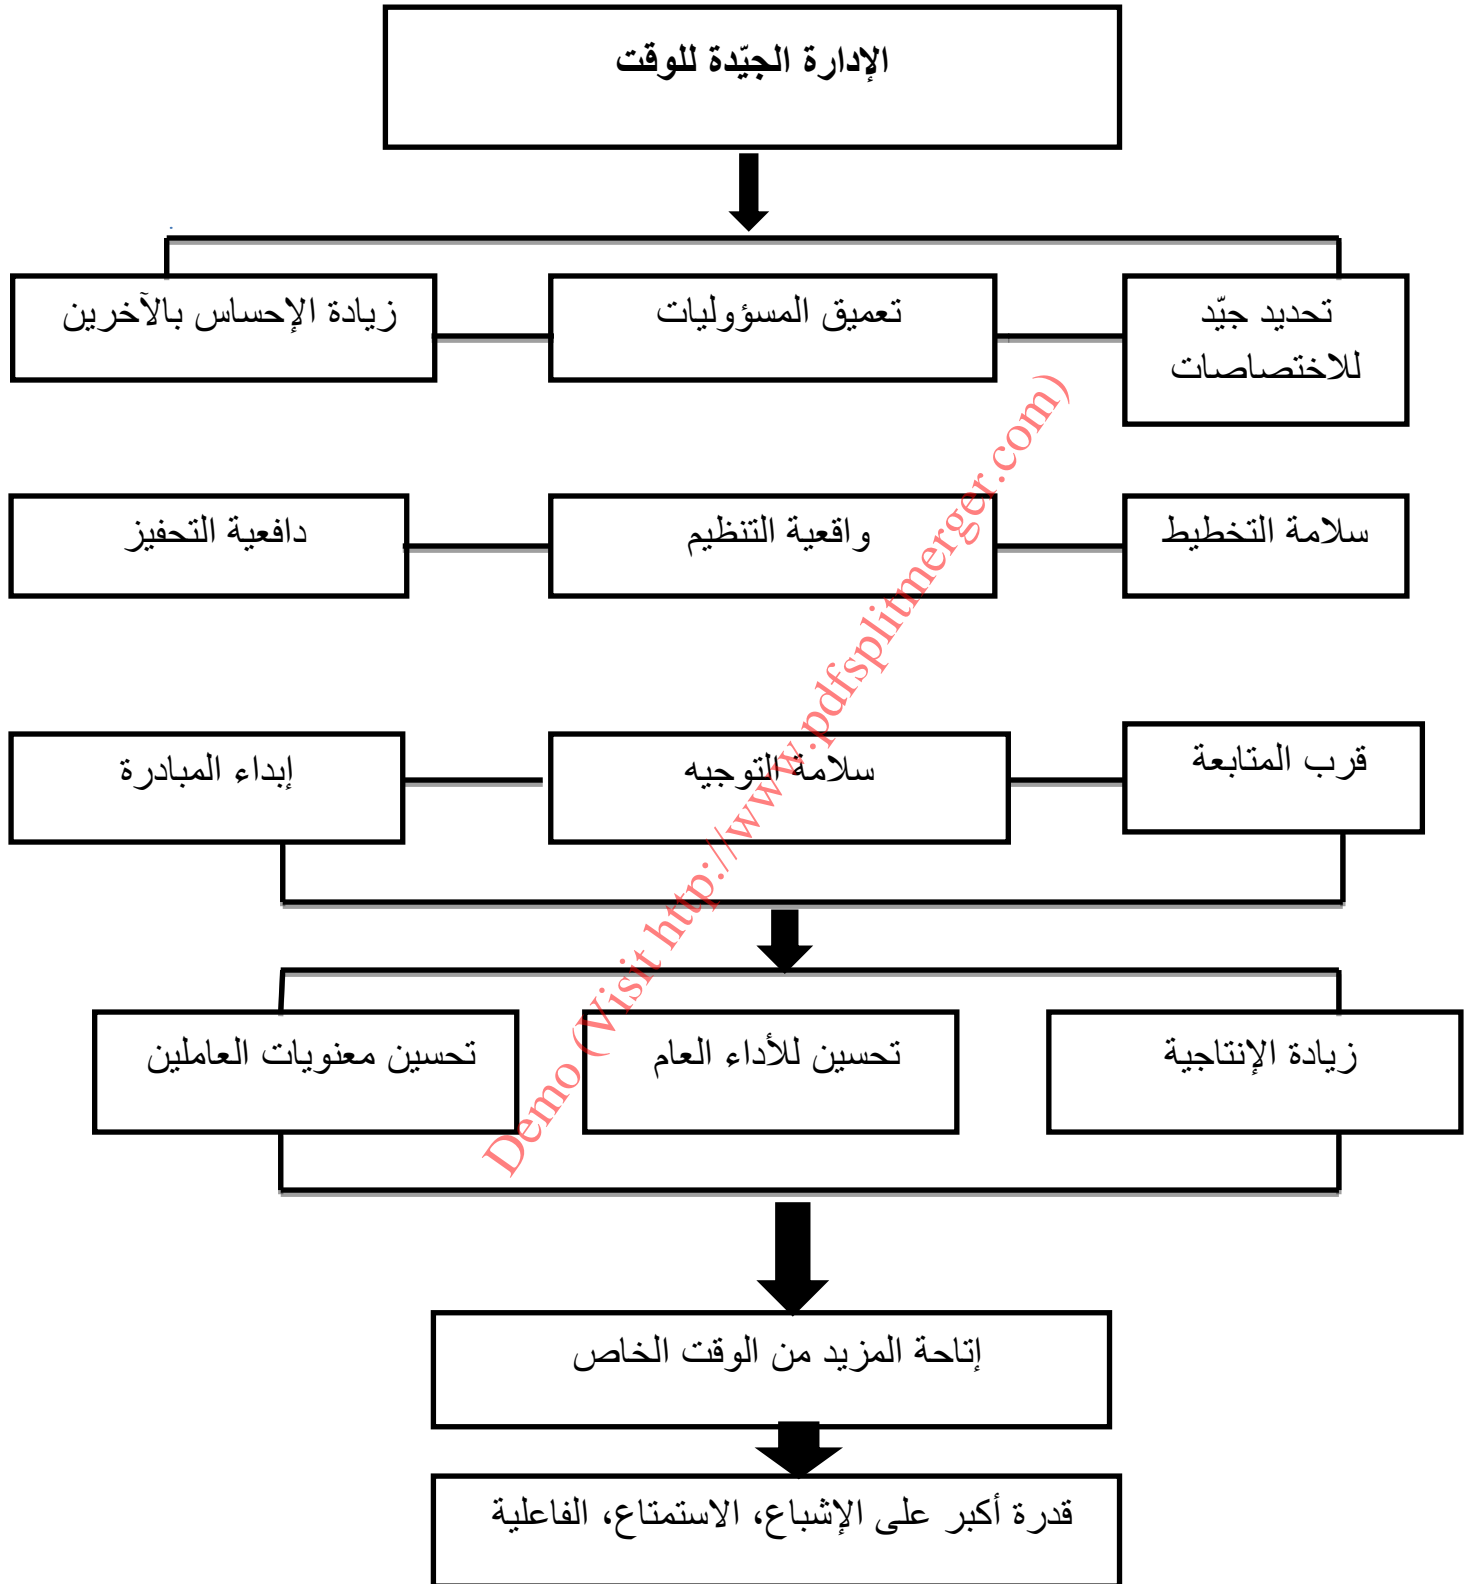 الإدارة الجيّدة للوقت
تحديد جيّد
للاختصاصات
تعميق المسؤوليات
زيادة الإحساس بالآخرين
سلامة التخطيط
واقعية التنظيم
دافعية التحفيز
قرب المتابعة
سلامة التوجيه
إبداء المبادرة
زيادة الإنتاجية
تحسين للأداء العام
تحسين معنويات العاملين
إتاحة المزيد من الوقت الخاص
قدرة أكبر على الإشباع، الاستمتاع، الفاعلية
Demo (Visit http://www.pdfsplitmerger.com)